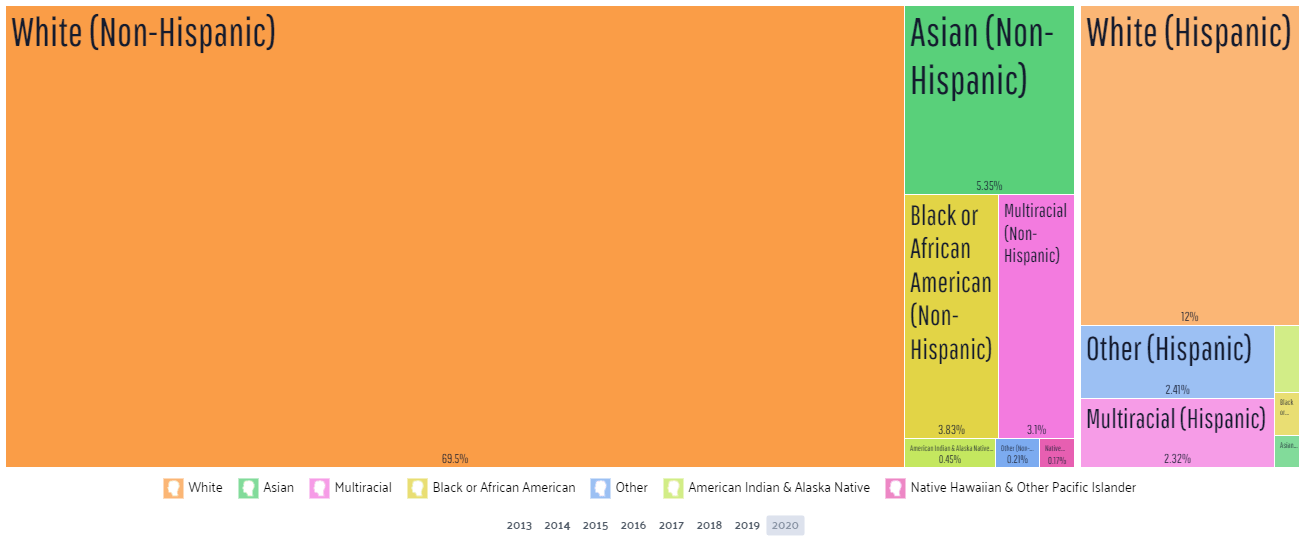 White (Non-Hispanic)
69.5%
Asian (Non-
Hispanic)
5.35%
Black or
African
American
(Non-
Hispanic)
3.83%
Multiracial
(Non-
Hispanic)
3.1%
American Indian & Alaska Native...
0.45%
Other (Non-...
0.21%
Native...
0.17%
White (Hispanic)
12%
Other (Hispanic)
2.41%
Multiracial (Hispanic)
2.32%
Black
or...
Asian...
White Asian Multiracial Black or African American Other American Indian & Alaska Native Native Hawaiian & Other Pacific Islander
2013 2014 2015 2016 2017 2018 2019 2020